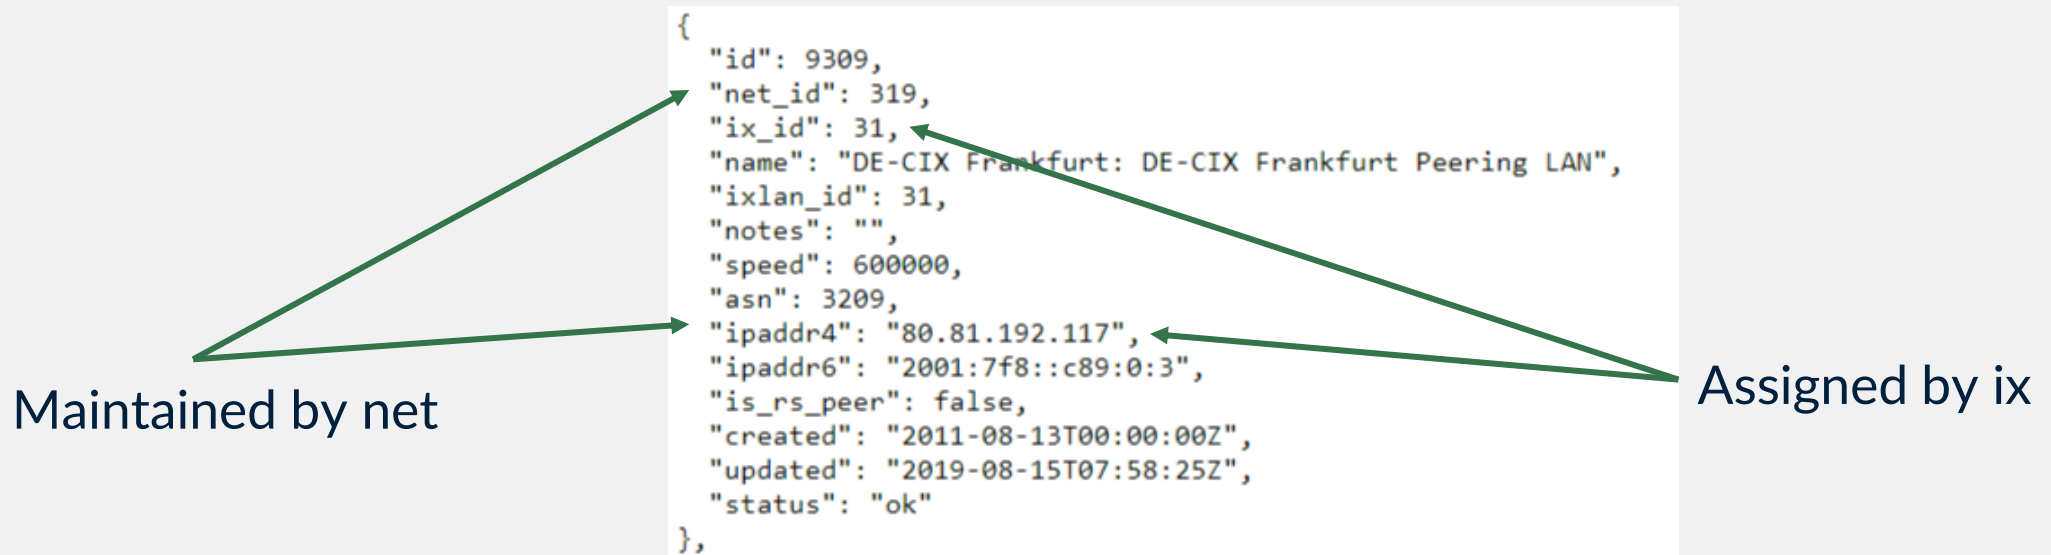 {
"id": 9309,
"net_id": 319,
"ix_id": 31,
"name": "DE-CIX Frankfurt: DE-CIX Frankfurt Peering LAN",
"ixlan_id": 31,
"notes": "",
"speed": 600000,
"asn": 3209,
"ipaddr4": "80.81.192.117",
"ipaddr6": "2001:7f8::c89:0:3",
"is_rs_peer": false,
"created": "2011-08-13T00:00:00Z",
"updated": "2019-08-15T07:58:25Z",
"status": "ok"
},
Maintained by net
Assigned by ix